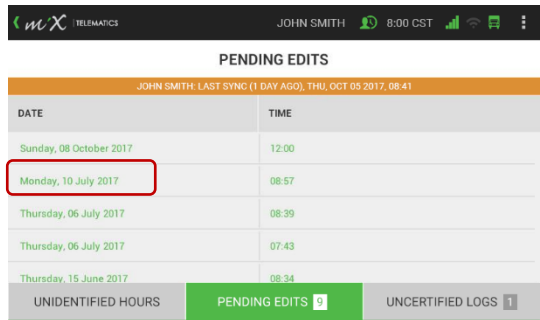 miX TELEMATICS JOHN SMITH 8:00 CST
PENDING EDITS
JOHN SMITH: LAST SYNC (1 DAY AGO), THU, OCT 05 2017, 08:41
DATE TIME
Sunday, 08 October 2017 12:00
Monday, 10 July 2017 08:57
Thursday, 06 July 2017 08:39
Thursday, 06 July 2017 07:43
Thursday, 15 June 2017 08:34
UNIDENTIFIED HOURS PENDING EDITS 9 UNCERTIFIED LOGS 1